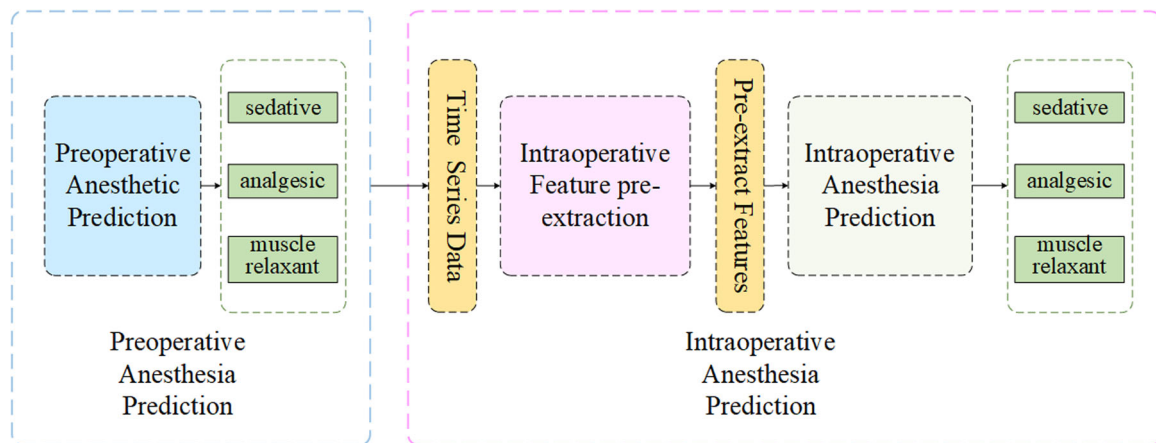 Preoperative
Anesthetic
Prediction
sedative
analgesic
muscle
relaxant
Preoperative
Anesthesia
Prediction
Time Series Data
Intraoperative
Feature pre-
extraction
Pre-extract Features
Intraoperative
Anesthesia
Prediction
sedative
analgesic
muscle
relaxant
Intraoperative
Anesthesia
Prediction